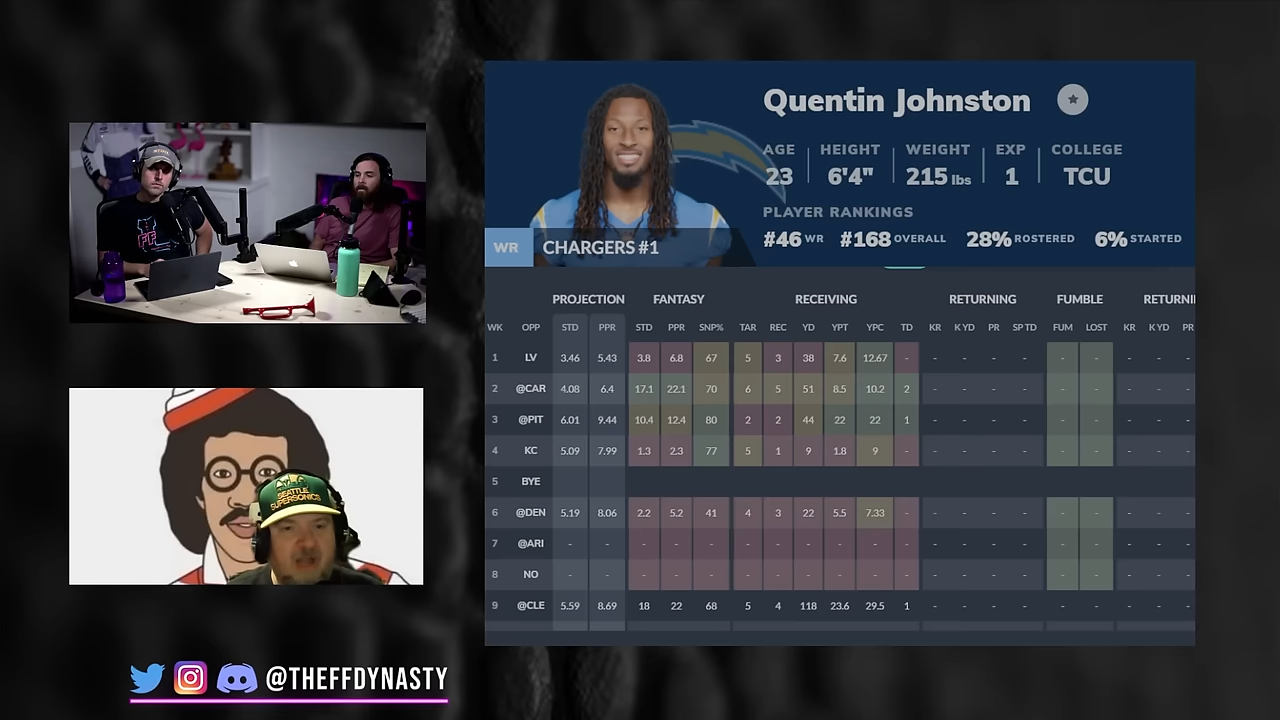 Quentin Johnston
AGE HEIGHT WEIGHT EXP COLLEGE
23 6'4" 215 lbs 1 TCU
PLAYER RANKINGS
#46 WR #168 OVERALL 28% ROSTERED 6% STARTED
WR CHARGERS #1
PROJECTION FANTASY RECEIVING RETURNING FUMBLE RETURNI
WK OPP STD PPR STD PPR SNP% TAR REC YD YPT YPC TD KR K YD PR SP TD FUM LOST KR K YD PR
1 LV 3.46 5.43 3.8 6.8 67 5 3 38 7.6 12.67 - - - - - - - - - -
2 @CAR 4.08 6.4 17.1 22.1 70 6 5 51 8.5 10.2 2 - - - - - - - - -
3 @PIT 6.01 9.44 10.4 12.4 80 2 2 44 22 22 1 - - - - - - - - -
4 KC 5.09 7.99 1.3 2.3 77 5 1 9 1.8 9 - - - - - - - - - -
5 BYE
6 @DEN 5.19 8.06 2.2 5.2 41 4 3 22 5.5 7.33 - - - - - - - - - -
7 @ARI - - - - - - - - - - - - - - - - - - - -
8 NO - - - - - - - - - - - - - - - - - - - -
9 @CLE 5.59 8.69 18 22 68 5 4 118 23.6 29.5 1 - - - - - - - - -
FF
SEATTLE
SUPERSONICS
@THEFFDYNASTY